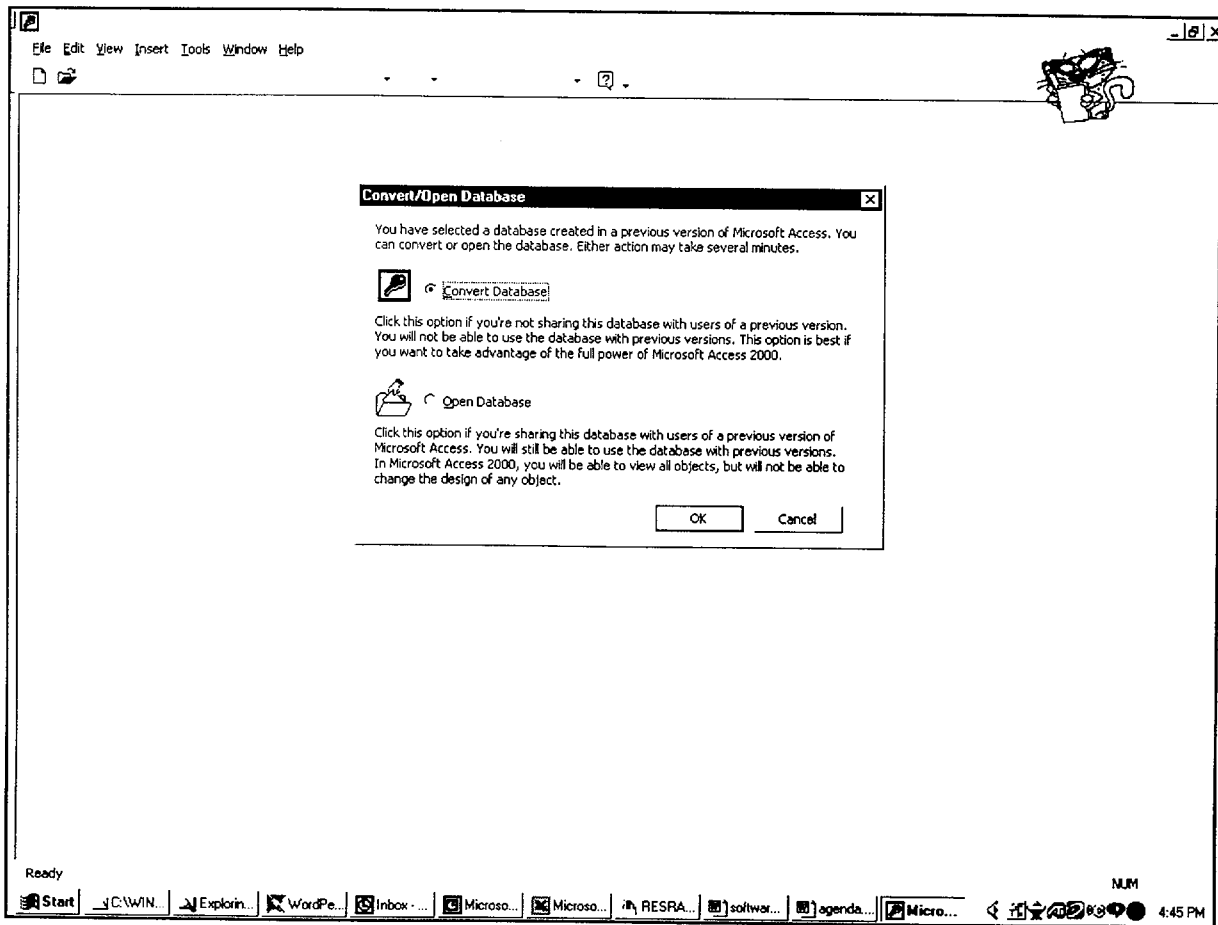 File Edit View Insert Tools Window Help
Convert/Open Database
You have selected a database created in a previous version of Microsoft Access. You
can convert or open the database. Either action may take several minutes.
Convert Database
Click this option if you're not sharing this database with users of a previous version.
You will not be able to use the database with previous versions. This option is best if
you want to take advantage of the full power of Microsoft Access 2000.
Open Database
Click this option if you're sharing this database with users of a previous version of
Microsoft Access. You will still be able to use the database with previous versions.
In Microsoft Access 2000, you will be able to view all objects, but will not be able to
change the design of any object.
OK Cancel
Ready
NUM
Start C:\WIN... Explorin... WordPe... Inbox - ... Microso... Microso... RESRA... softwar... agenda... Micro... 4:45 PM